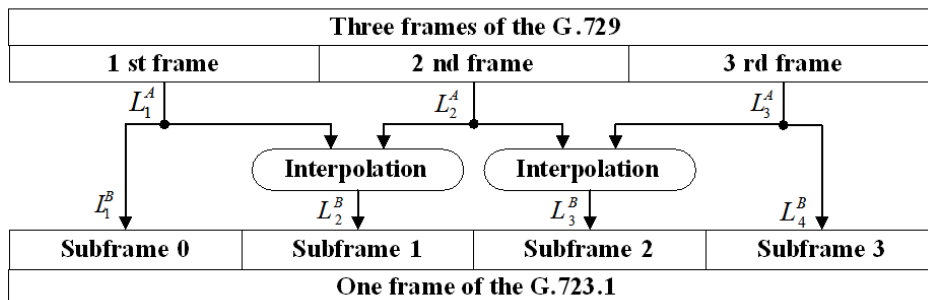 Three frames of the G.729
1 st frame 2 nd frame 3 rd frame
L_1^A L_2^A L_3^A
Interpolation Interpolation
L_1^B L_2^B L_3^B L_4^B
Subframe 0 Subframe 1 Subframe 2 Subframe 3
One frame of the G.723.1